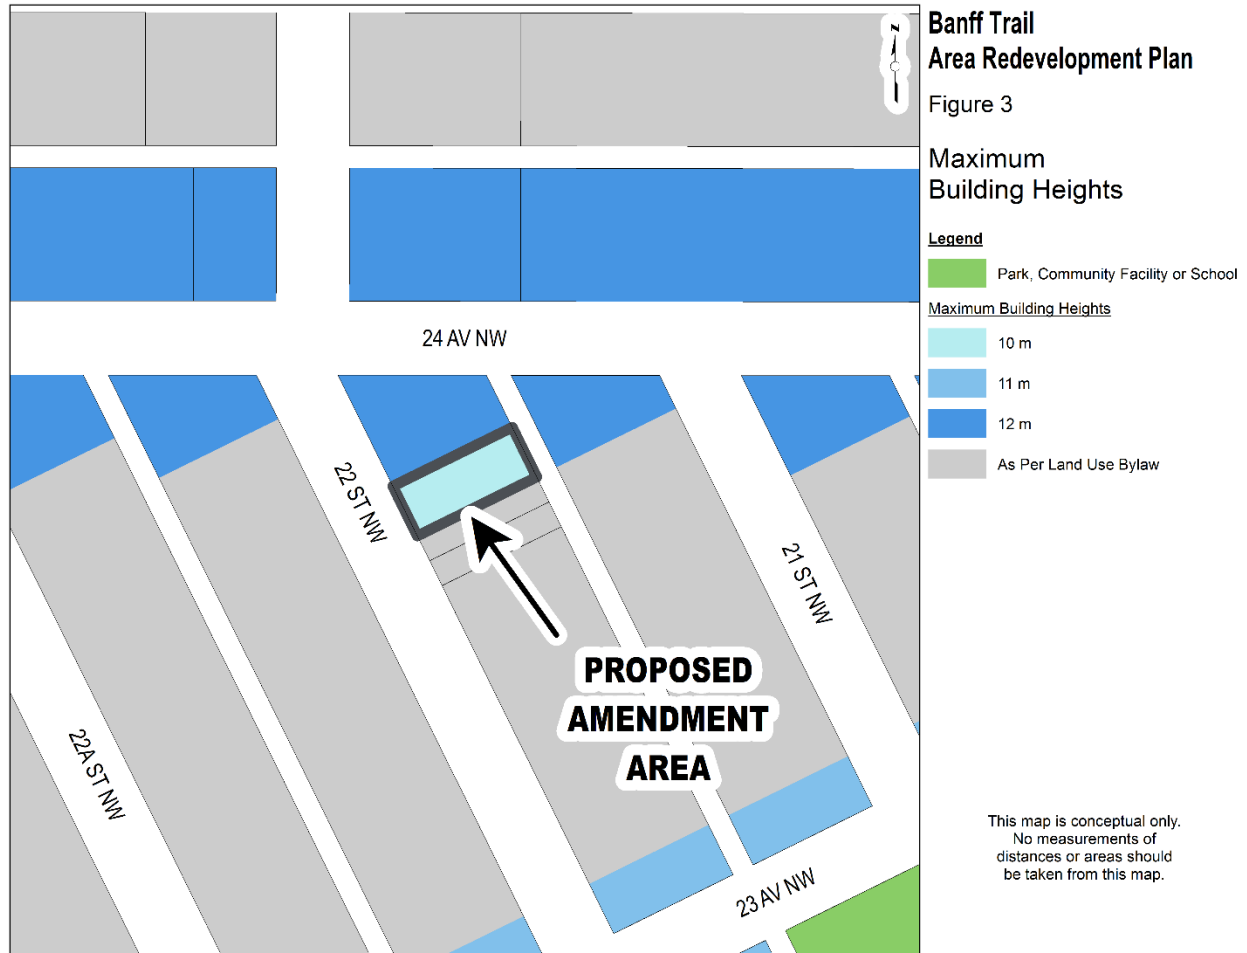 N
Banff Trail
Area Redevelopment Plan
Figure 3
Maximum
Building Heights
Legend
Park, Community Facility or School
Maximum Building Heights
10 m
11 m
12 m
As Per Land Use Bylaw
24 AV NW
22 ST NW
21 ST NW
PROPOSED
AMENDMENT
AREA
22A ST NW
23 AV NW
This map is conceptual only.
No measurements of
distances or areas should
be taken from this map.